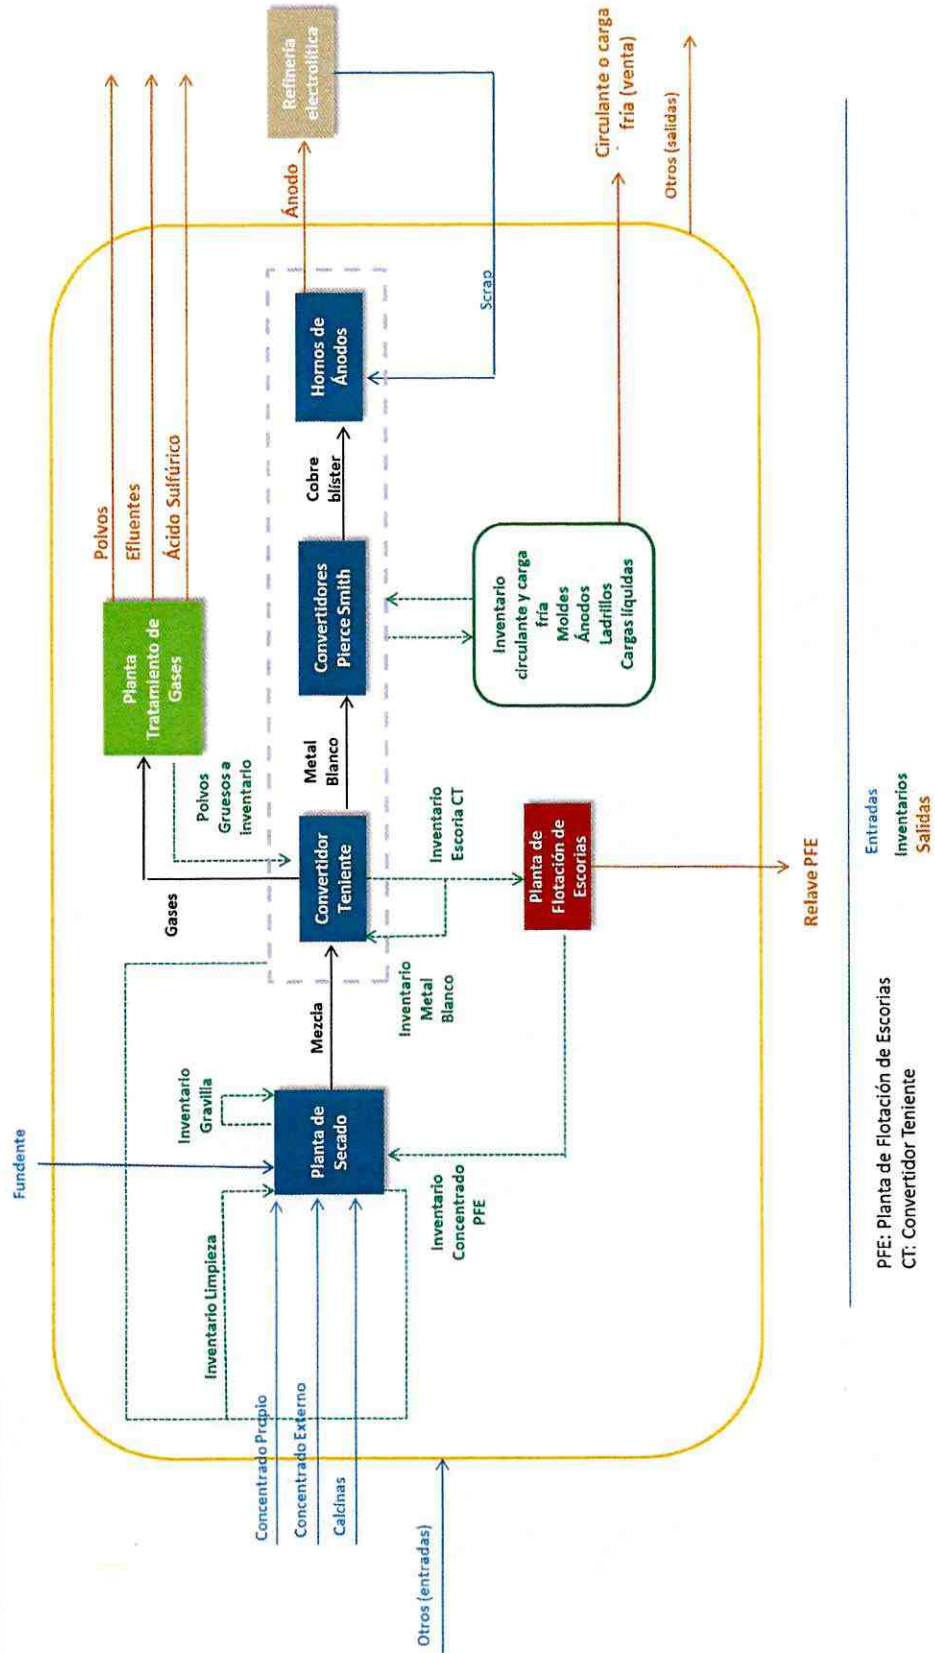 Fundente
Concentrado Propio
Concentrado Externo
Calcinas
Otros (entradas)
Inventario Limpieza
Inventario
Gravilla
Planta de
Secado
Inventario
Concentrado
PFE
Mezcla
Gases
Polvos
Gruesos a
inventario
Convertidor
Teniente
Inventario
Metal
Blanco
Inventario
Escoria CT
Planta de
Flotación de
Escorias
Relave PFE
Metal
Blanco
Planta
Tratamiento de
Gases
Polvos
Efluentes
Ácido Sulfúrico
Convertidores
Pierce Smith
Inventario
circulante y carga
fría
Moldes
Ánodos
Ladrillos
Cargas líquidas
Cobre
blíster
Hornos de
Ánodos
Ánodo
Scrap
Refinería
electrolítica
Circulante o carga
fría (venta)
Otros (salidas)
PFE: Planta de Flotación de Escorias
CT: Convertidor Teniente
Entradas
Inventarios
Salidas